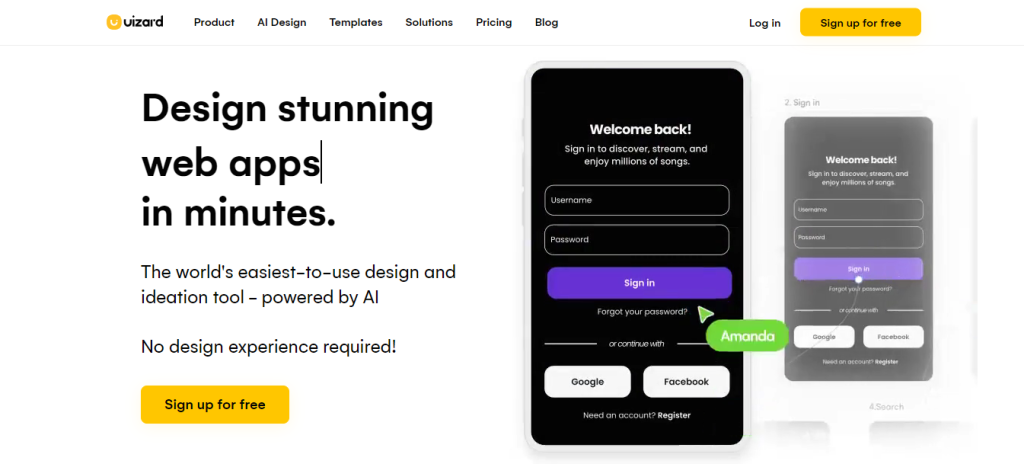 uizard
Product AI Design Templates Solutions Pricing Blog
Log in
Sign up for free
Design stunning
web apps
in minutes.
The world's easiest-to-use design and
ideation tool - powered by AI
No design experience required!
Sign up for free
Welcome back!
Sign in to discover, stream, and
enjoy millions of songs.
Username
Password
Sign in
Forgot your password?
Amanda
or continue with
Google Facebook
Need an account? Register
2. Sign in
Welcome back!
Sign in to discover, stream, and
enjoy millions of songs.
Username
Password
Sign in
Forgot your password?
or continue with
Google Facebook
Need an account? Register
4.Search